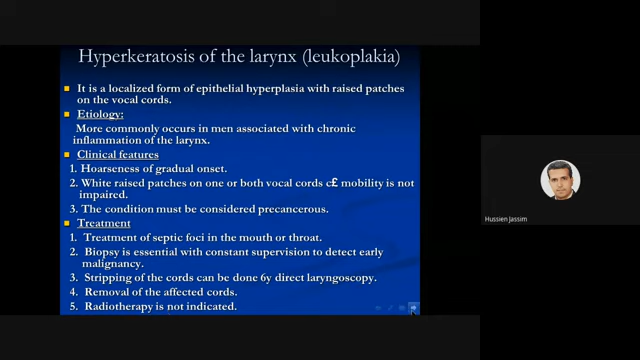 Hyperkeratosis of the larynx (leukoplakia)
It is a localized form of epithelial hyperplasia with raised patches
on the vocal cords.
Etiology:
More commonly occurs in men associated with chronic
inflammation of the larynx.
Clinical features
1. Hoarseness of gradual onset.
2. White raised patches on one or both vocal cords c£ mobility is not
impaired.
3. The condition must be considered precancerous.
Treatment
1. Treatment of septic foci in the mouth or throat.
2. Biopsy is essential with constant supervision to detect early
malignancy.
3. Stripping of the cords can be done 6y direct laryngoscopy.
4. Removal of the affected cords.
5. Radiotherapy is not indicated.
Hussien Jassim